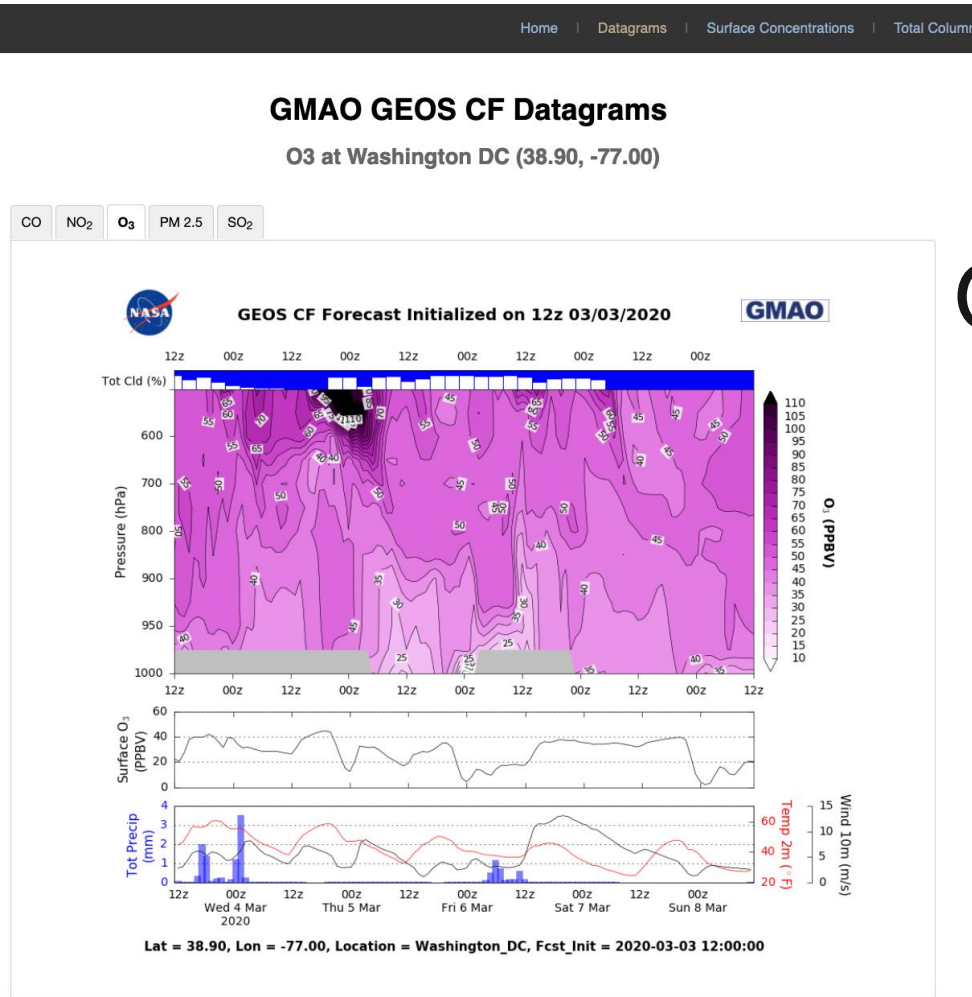 Home | Datagrams | Surface Concentrations | Total Column
GMAO GEOS CF Datagrams
O3 at Washington DC (38.90, -77.00)
CO NO2 O3 PM 2.5 SO2
NASA
GEOS CF Forecast Initialized on 12z 03/03/2020
GMAO
12z 00z 12z 00z 12z 00z 12z 00z 12z 00z
Tot Cld (%)
600
700
800
900
950
1000
Pressure (hPa)
110
105
100
95
90
85
80
75
70
65
60
55
50
45
40
35
30
25
20
15
10
O3 (PPBV)
12z 00z 12z 00z 12z 00z 12z 00z 12z 00z 12z
60
40
20
0
Surface O3
(PPBV)
4
3
2
1
0
Tot Precip
(mm)
60
40
20
Temp 2m (°F)
15
10
5
0
Wind 10m (m/s)
12z 00z 12z 00z 12z 00z 12z 00z 12z 00z
Wed 4 Mar Thu 5 Mar Fri 6 Mar Sat 7 Mar Sun 8 Mar
2020
Lat = 38.90, Lon = -77.00, Location = Washington_DC, Fcst_Init = 2020-03-03 12:00:00